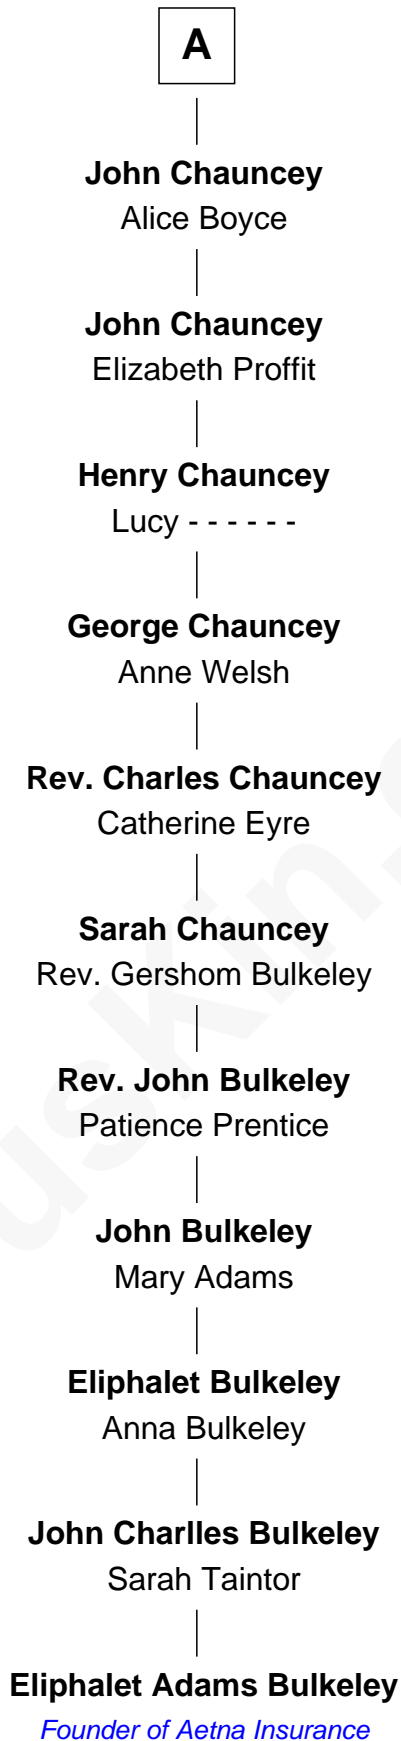 A
John Chauncey
Alice Boyce
John Chauncey
Elizabeth Proffit
Henry Chauncey
Lucy - - - - - -
George Chauncey
Anne Welsh
Rev. Charles Chauncey
Catherine Eyre
Sarah Chauncey
Rev. Gershom Bulkeley
Rev. John Bulkeley
Patience Prentice
John Bulkeley
Mary Adams
Eliphalet Bulkeley
Anna Bulkeley
John Charlles Bulkeley
Sarah Taintor
Eliphalet Adams Bulkeley
Founder of Aetna Insurance